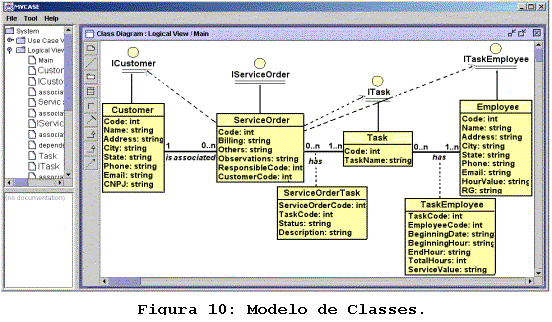 MVCASE
File Tool Help
System
Use Case V
Logical View
Main
Customer
ICustom
associat
Servic
associat
IService
associat
depende
Task
ITask
associat
(no documentation)
Class Diagram : Logical View / Main
ICustomer
IServiceOrder
ITask
ITaskEmployee
Customer
Code: int
Name: string
Address: string
City: string
State: string
Phone: string
Email: string
CNPJ: string
1
0..n
is associated
ServiceOrder
Code: int
Billing: string
Others: string
Observations: string
ResponsibleCode: int
CustomerCode: int
0..n
1..n
has
Task
Code: int
TaskName: string
0..n
1..n
has
Employee
Code: int
Name: string
Address: string
City: string
State: string
Phone: string
Email: string
HourValue: string
RG: string
ServiceOrderTask
ServiceOrderCode: int
TaskCode: int
Status: string
Description: string
TaskEmployee
TaskCode: int
EmployeeCode: int
BeginningDate: string
BeginningHour: string
EndHour: string
TotalHours: int
ServiceValue: string
Figura 10: Modelo de Classes.